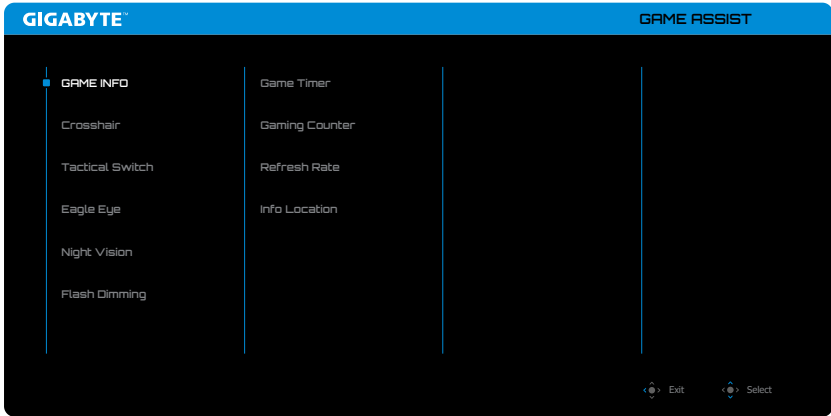 GIGABYTE™
GAME ASSIST
GAME INFO
Crosshair
Tactical Switch
Eagle Eye
Night Vision
Flash Dimming
Game Timer
Gaming Counter
Refresh Rate
Info Location
Exit
Select